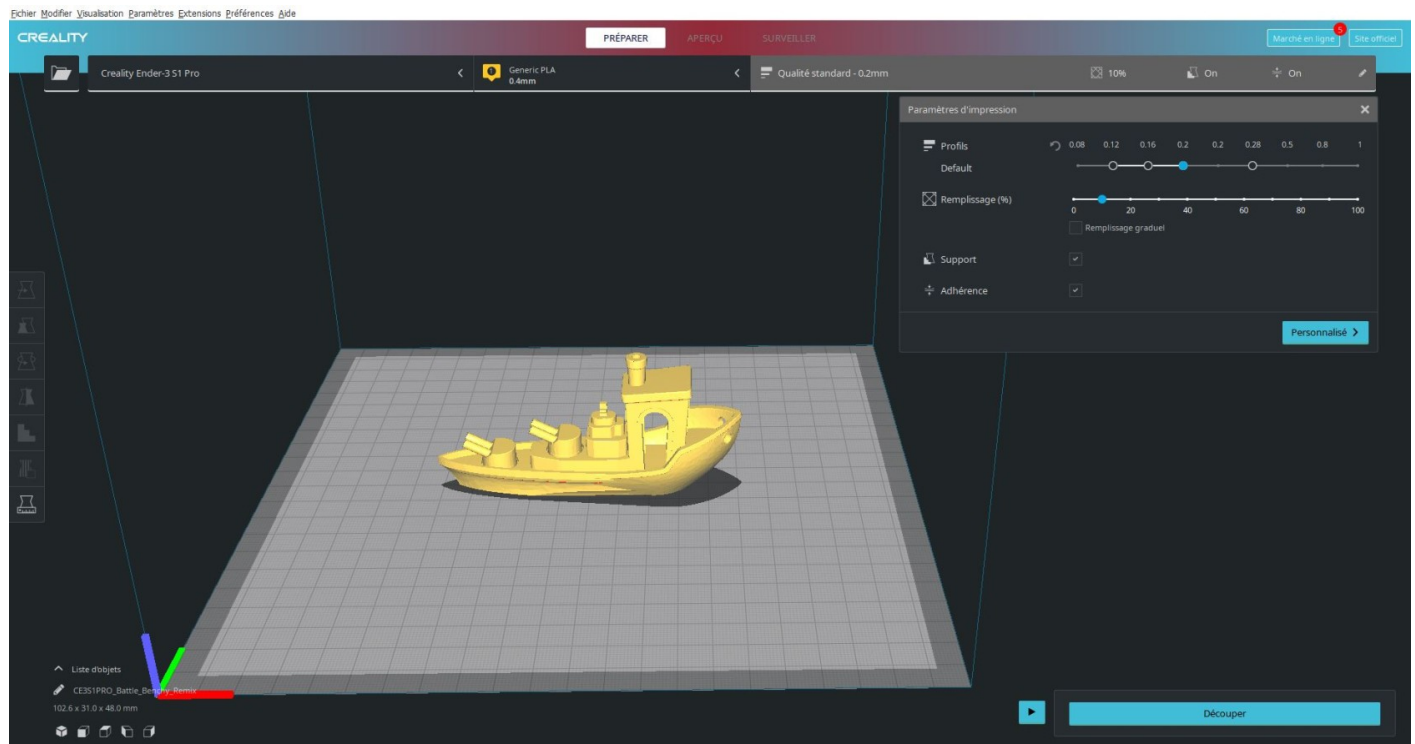 Fichier Modifier Visualisation Paramètres Extensions Préférences Aide
CREALITY
PRÉPARER APERÇU SURVEILLER
Marché en ligne 5 Site officiel
Creality Ender-3 S1 Pro
Generic PLA
0.4mm
Qualité standard - 0.2mm 10% On On
Paramètres d'impression
Profils 0.08 0.12 0.16 0.2 0.2 0.28 0.5 0.8 1
Default
Remplissage (%)
0 20 40 60 80 100
Remplissage graduel
Support
Adhérence
Personnalisé
Liste d'objets
CE3S1PRO_Battle_Benchy_Remix
102.6 x 31.0 x 48.0 mm
Découper